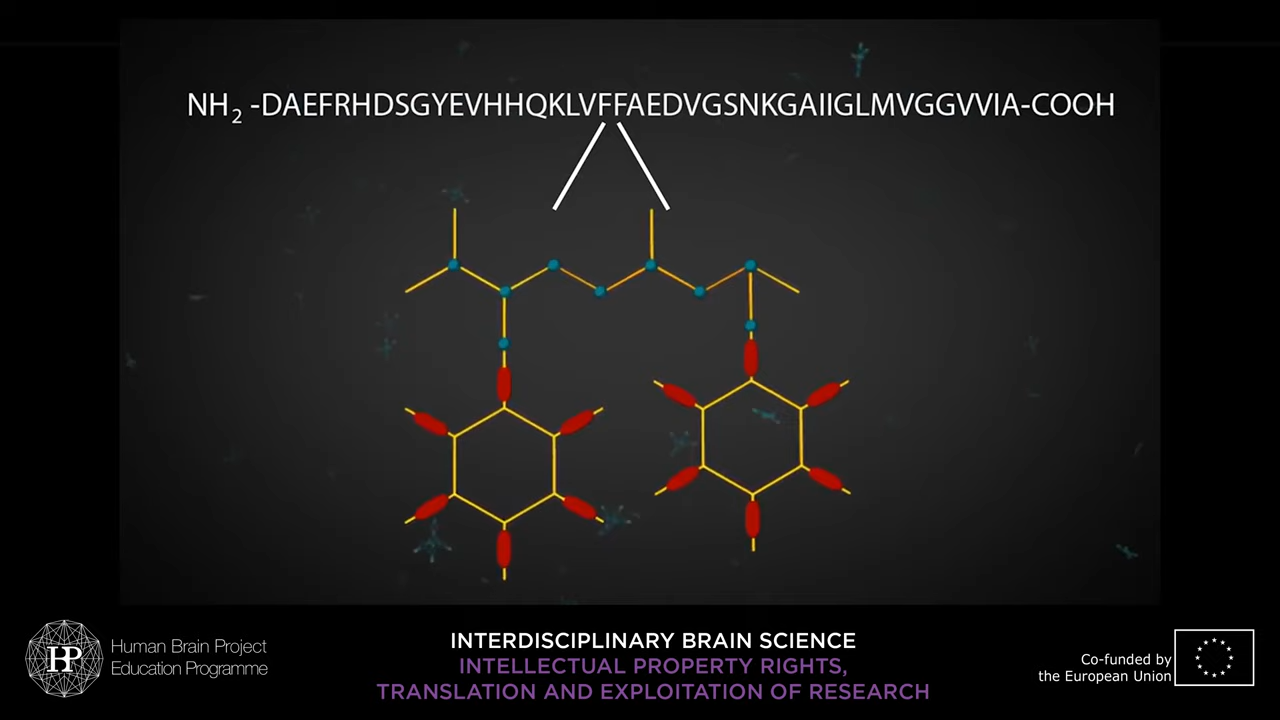 NH2 -DAEFRHDSGYEVHHQKLVFFAEDVGSNKGAIIGLMVGGVVIA-COOH
HP
Human Brain Project
Education Programme
INTERDISCIPLINARY BRAIN SCIENCE
INTELLECTUAL PROPERTY RIGHTS,
TRANSLATION AND EXPLOITATION OF RESEARCH
Co-funded by
the European Union